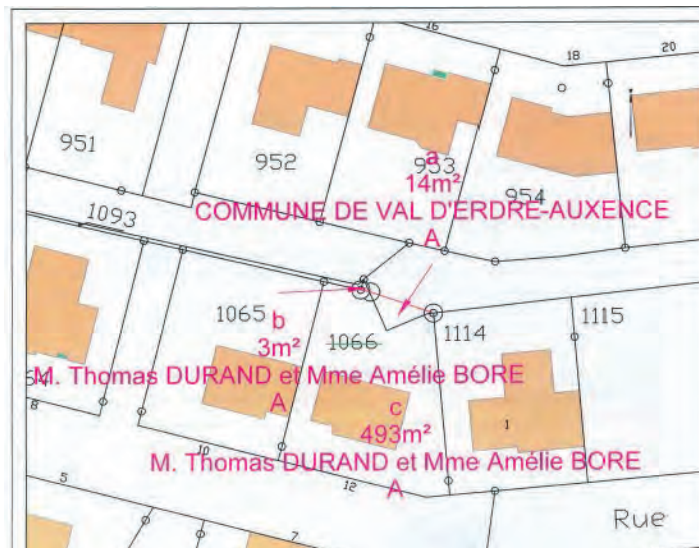 16
18
20
951
952
953
a
14m²
954
COMMUNE DE VAL D'ERDRE-AUXENCE
A
1093
1065
b
3m²
1066
1114
1115
M. Thomas DURAND et Mme Amélie BORE
A
8
c
493m²
1
10
M. Thomas DURAND et Mme Amélie BORE
12
A
5
7
Rue